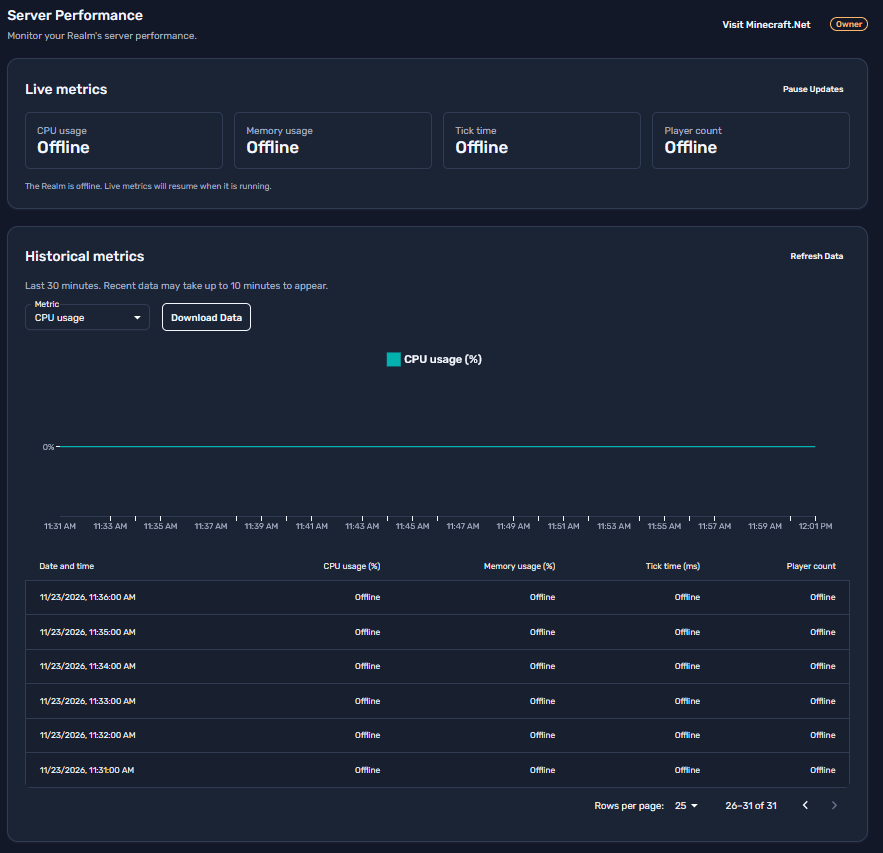 Server Performance
Monitor your Realm's server performance.
Visit Minecraft.Net
Owner
Live metrics
Pause Updates
CPU usage
Offline
Memory usage
Offline
Tick time
Offline
Player count
Offline
The Realm is offline. Live metrics will resume when it is running.
Historical metrics
Refresh Data
Last 30 minutes. Recent data may take up to 10 minutes to appear.
Metric
CPU usage
Download Data
CPU usage (%)
0%
11:31 AM 11:33 AM 11:35 AM 11:37 AM 11:39 AM 11:41 AM 11:43 AM 11:45 AM 11:47 AM 11:49 AM 11:51 AM 11:53 AM 11:55 AM 11:57 AM 11:59 AM 12:01 PM
Date and time CPU usage (%) Memory usage (%) Tick time (ms) Player count
11/23/2026, 11:36:00 AM Offline Offline Offline Offline
11/23/2026, 11:35:00 AM Offline Offline Offline Offline
11/23/2026, 11:34:00 AM Offline Offline Offline Offline
11/23/2026, 11:33:00 AM Offline Offline Offline Offline
11/23/2026, 11:32:00 AM Offline Offline Offline Offline
11/23/2026, 11:31:00 AM Offline Offline Offline Offline
Rows per page: 25 26–31 of 31